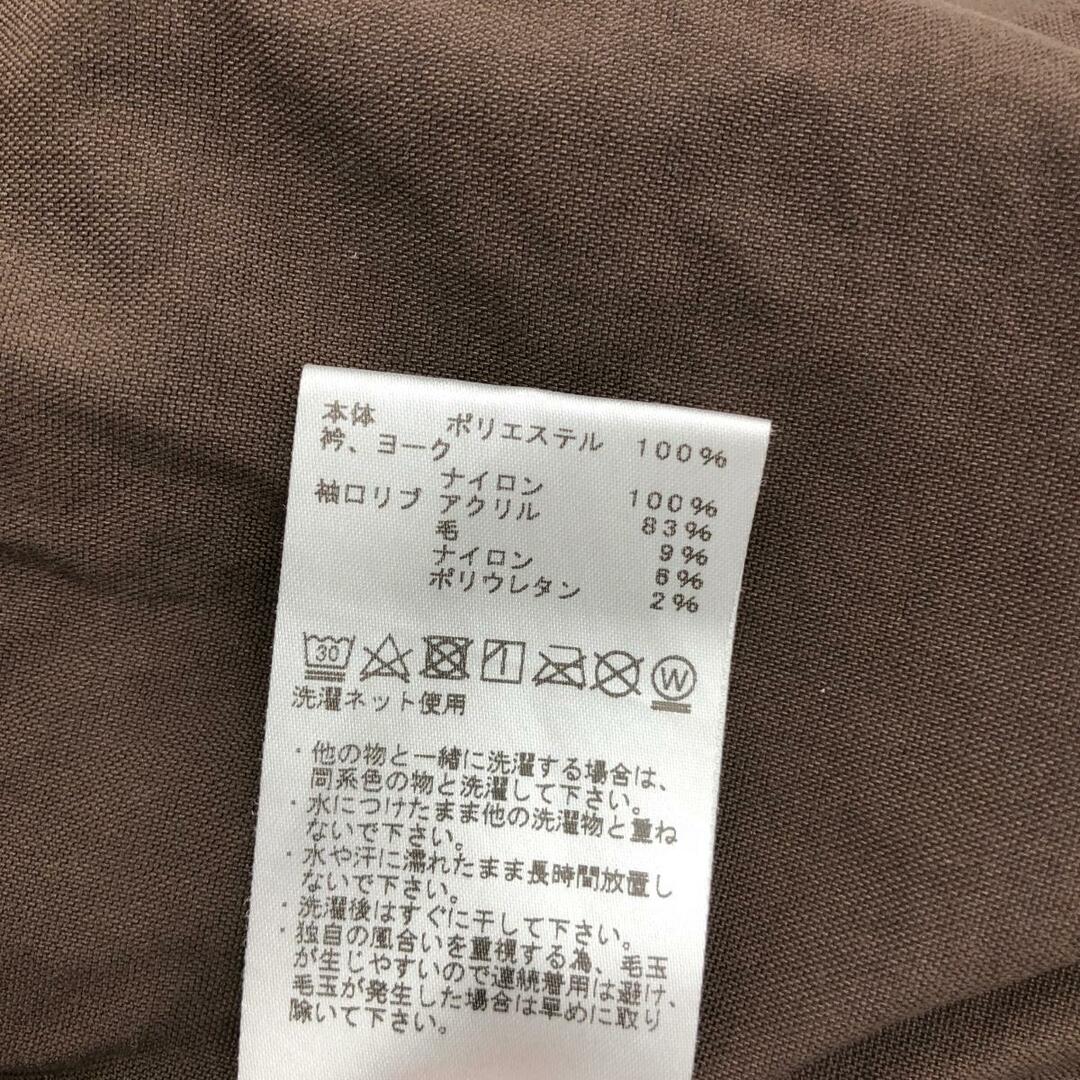 本体 ポリエステル 100%
衿、ヨーク
ナイロン 100%
袖口リブ アクリル 83%
毛 9%
ナイロン 6%
ポリウレタン 2%
30 W
洗濯ネット使用
・他の物と一緒に洗濯する場合は、
同系色の物と洗濯して下さい。
・水につけたまま他の洗濯物と重ね
ないで下さい。
・水や汗に濡れたまま長時間放置し
ないで下さい。
・洗濯後はすぐに干して下さい。
・独自の風合いを重視する為、毛玉
が生じやすいので連続着用は避け、
毛玉が発生した場合は早めに取り
除いて下さい。